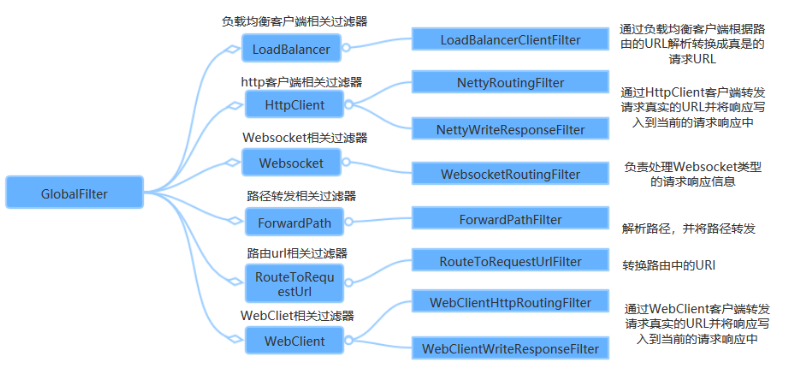 负载均衡客户端相关过滤器
LoadBalancer
LoadBalancerClientFilter
通过负载均衡客户端根据路
由的URL解析转换成真是的
请求URL
http客户端相关过滤器
HttpClient
NettyRoutingFilter
NettyWriteResponseFilter
通过HttpClient客户端转发
请求真实的URL并将响应写
入到当前的请求响应中
Websocket相关过滤器
Websocket
WebsocketRoutingFilter
负责处理Websocket类型
的请求响应信息
GlobalFilter
路径转发相关过滤器
ForwardPath
ForwardPathFilter
解析路径，并将路径转发
路由url相关过滤器
RouteToRequ
estUrl
RouteToRequestUrlFilter
转换路由中的URI
WebCliet相关过滤器
WebClient
WebClientHttpRoutingFilter
WebClientWriteResponseFilter
通过WebClient客户端转发
请求真实的URL并将响应写
入到当前的请求响应中